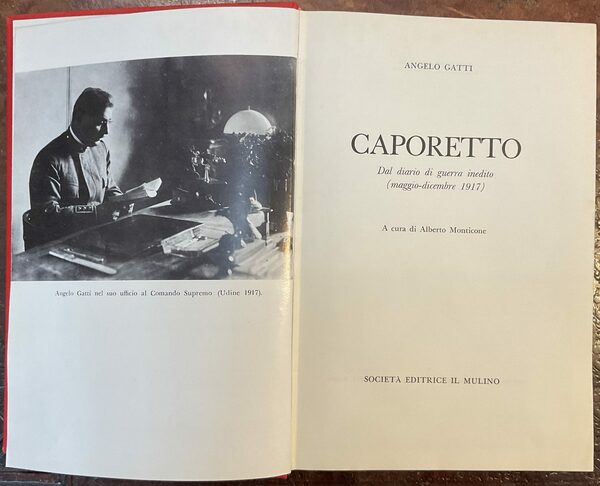 Angelo Gatti nel suo ufficio al Comando Supremo (Udine 1917).
ANGELO GATTI
CAPORETTO
Dal diario di guerra inedito
(maggio-dicembre 1917)
A cura di Alberto Monticone
SOCIETÀ EDITRICE IL MULINO